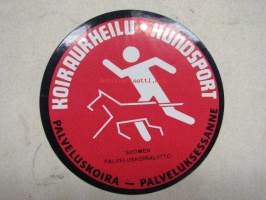 KOIRAURHEILU · HUNDSPORT
SUOMEN
PALVELUSKOIRALIITTO
PALVELUSKOIRA – PALVELUKSESSANNE